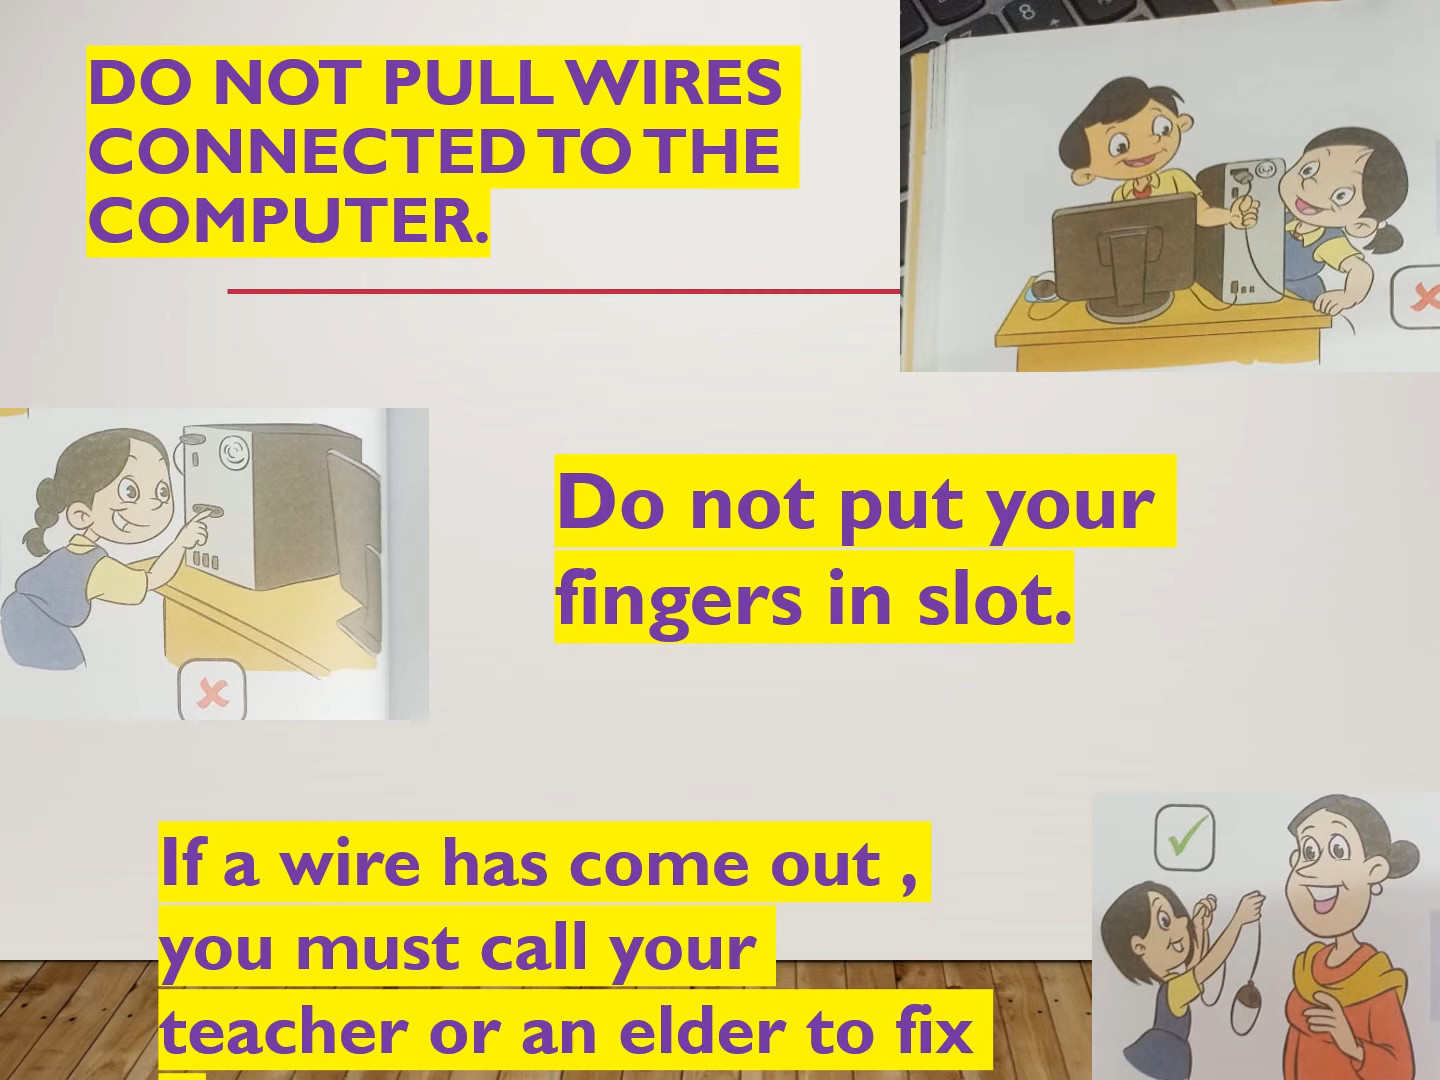 DO NOT PULL WIRES
CONNECTED TO THE
COMPUTER.
Do not put your
fingers in slot.
If a wire has come out ,
you must call your
teacher or an elder to fix